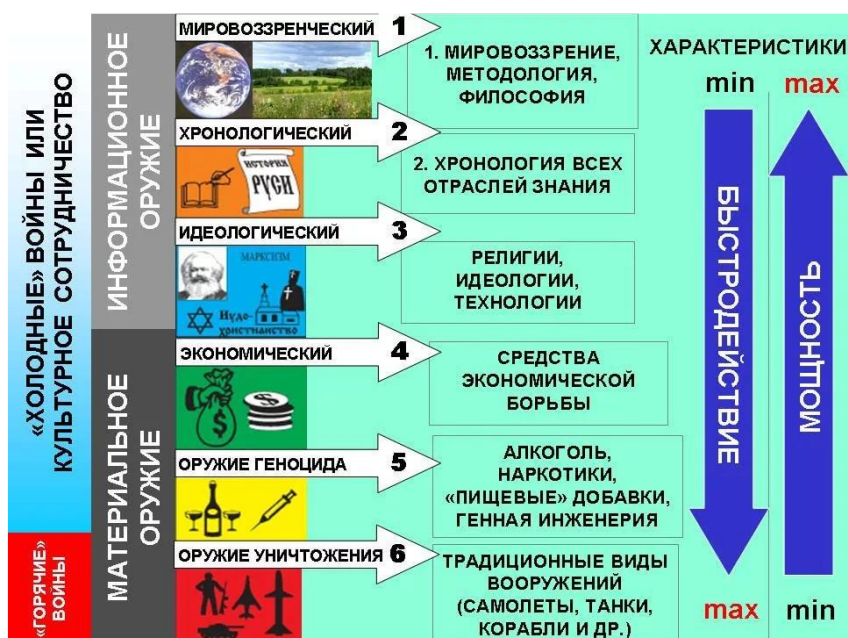 «ХОЛОДНЫЕ» ВОЙНЫ ИЛИ
КУЛЬТУРНОЕ СОТРУДНИЧЕСТВО
«ГОРЯЧИЕ»
ВОЙНЫ
ИНФОРМАЦИОННОЕ
ОРУЖИЕ
МАТЕРИАЛЬНОЕ
ОРУЖИЕ
МИРОВОЗЗРЕНЧЕСКИЙ 1
1. МИРОВОЗЗРЕНИЕ,
МЕТОДОЛОГИЯ,
ФИЛОСОФИЯ
ХРОНОЛОГИЧЕСКИЙ 2
ИСТОРИЯ
РУСИ
2. ХРОНОЛОГИЯ ВСЕХ
ОТРАСЛЕЙ ЗНАНИЯ
ИДЕОЛОГИЧЕСКИЙ 3
МАРКСИЗМ
Иудо-
христианство
РЕЛИГИИ,
ИДЕОЛОГИИ,
ТЕХНОЛОГИИ
ЭКОНОМИЧЕСКИЙ 4
$
$
СРЕДСТВА
ЭКОНОМИЧЕСКОЙ
БОРЬБЫ
ОРУЖИЕ ГЕНОЦИДА 5
АЛКОГОЛЬ,
НАРКОТИКИ,
«ПИЩЕВЫЕ» ДОБАВКИ,
ГЕННАЯ ИНЖЕНЕРИЯ
ОРУЖИЕ УНИЧТОЖЕНИЯ 6
ТРАДИЦИОННЫЕ ВИДЫ
ВООРУЖЕНИЙ
(САМОЛЕТЫ, ТАНКИ,
КОРАБЛИ И ДР.)
ХАРАКТЕРИСТИКИ
min max
БЫСТРОДЕЙСТВИЕ
МОЩНОСТЬ
max min